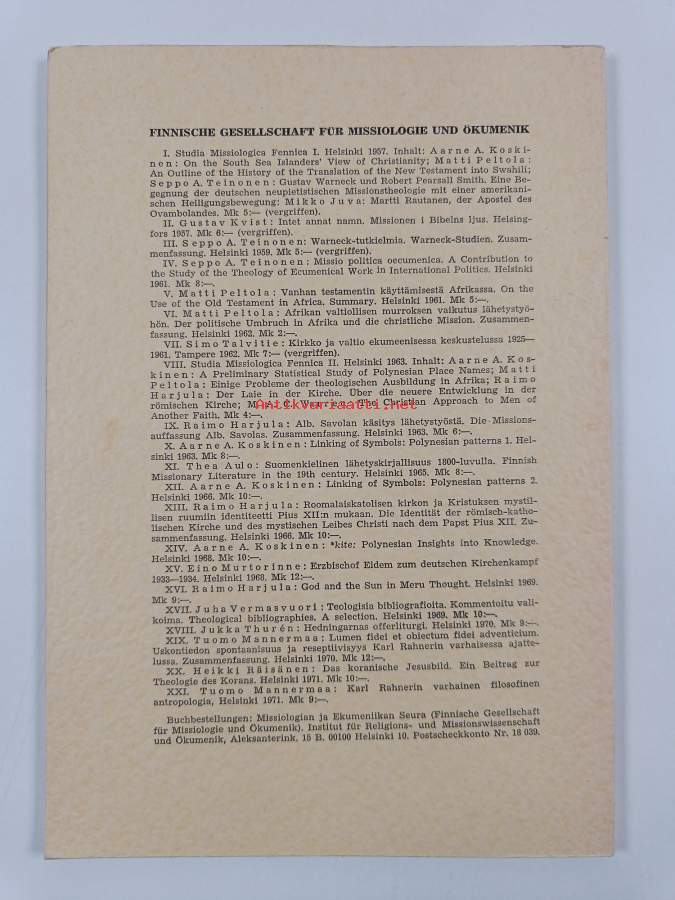 FINNISCHE GESELLSCHAFT FÜR MISSIOLOGIE UND ÖKUMENIK
I. Studia Missiologica Fennica I. Helsinki 1957. Inhalt: Aarne A. Koski-
nen: On the South Sea Islanders' View of Christianity; Matti Peltola:
An Outline of the History of the Translation of the New Testament into Swahili;
Seppo A. Teinonen: Gustav Warneck und Robert Pearsall Smith. Eine Be-
gegnung der deutschen neupietistischen Missionstheologie mit einer amerikani-
schen Heiligungsbewegung; Mikko Juva: Martti Rautanen, der Apostel des
Ovambolandes. Mk 5:— (vergriffen).
II. Gustav Kvist: Intet annat namn. Missionen i Bibelns ljus. Helsing-
fors 1957. Mk 6:— (vergriffen).
III. Seppo A. Teinonen: Warneck-tutkielmia. Warneck-Studien. Zusam-
menfassung. Helsinki 1959. Mk 5:— (vergriffen).
IV. Seppo A. Teinonen: Missio politica oecumenica. A Contribution to
the Study of the Theology of Ecumenical Work in International Politics. Helsinki
1961. Mk 8:—.
V. Matti Peltola: Vanhan testamentin käyttämisestä Afrikassa. On the
Use of the Old Testament in Africa. Summary. Helsinki 1961. Mk 5:—.
VI. Matti Peltola: Afrikan valtiollisen murroksen vaikutus lähetystyö-
hön. Der politische Umbruch in Afrika und die christliche Mission. Zusammen-
fassung. Helsinki 1962. Mk 2:—.
VII. Simo Talvitie: Kirkko ja valtio ekumeenisessa keskustelussa 1925—
1961. Tampere 1962. Mk 7:— (vergriffen).
VIII. Studia Missiologica Fennica II. Helsinki 1963. Inhalt: Aarne A. Kos-
kinen: A Preliminary Statistical Study of Polynesian Place Names; Matti
Peltola: Einige Probleme der theologischen Ausbildung in Afrika; Raimo
Harjula: Der Laie in der Kirche. Über die neuere Entwicklung in der
römischen Kirche; M. A. C. Warren: The Christian Approach to Men of
Another Faith. Mk 4:—.
Antikvariaatti.net
IX. Raimo Harjula: Alb. Savolan käsitys lähetystyöstä. Die Missions-
auffassung Alb. Savolas. Zusammenfassung. Helsinki 1963. Mk 6:—.
X. Aarne A. Koskinen: Linking of Symbols: Polynesian patterns 1. Hel-
sinki 1963. Mk 8:—.
XI. Thea Aulo: Suomenkielinen lähetyskirjallisuus 1800-luvulla. Finnish
Missionary Literature in the 19th century. Helsinki 1965. Mk 8:—.
XII. Aarne A. Koskinen: Linking of Symbols: Polynesian patterns 2.
Helsinki 1966. Mk 10:—.
XIII. Raimo Harjula: Roomalaiskatolisen kirkon ja Kristuksen mystil-
lisen ruumiin identiteetti Pius XII:n mukaan. Die Identität der römisch-katho-
lischen Kirche und des mystischen Leibes Christi nach dem Papst Pius XII. Zu-
sammenfassung. Helsinki 1966. Mk 10:—.
XIV. Aarne A. Koskinen: *kite: Polynesian Insights into Knowledge.
Helsinki 1968. Mk 10:—.
XV. Eino Murtorinne: Erzbischof Eidem zum deutschen Kirchenkampf
1933—1934. Helsinki 1968. Mk 12:—.
XVI. Raimo Harjula: God and the Sun in Meru Thought. Helsinki 1969.
Mk 9:—.
XVII. Juha Vermasvuori: Teologisia bibliografioita. Kommentoitu vali-
koima. Theological bibliographies. A selection. Helsinki 1969. Mk 10:—.
XVIII. Jukka Thurén: Hedningarnas offerliturgi. Helsinki 1970. Mk 9:—.
XIX. Tuomo Mannermaa: Lumen fidei et obiectum fidei adventicium.
Uskontiedon spontaanisuus ja reseptiivisyys Karl Rahnerin varhaisessa ajatte-
lussa. Zusammenfassung. Helsinki 1970. Mk 12:—.
XX. Heikki Räisänen: Das koranische Jesusbild. Ein Beitrag zur
Theologie des Korans. Helsinki 1971. Mk 10:—.
XXI. Tuomo Mannermaa: Karl Rahnerin varhainen filosofinen
antropologia, Helsinki 1971. Mk 9:—.
Buchbestellungen: Missiologian ja Ekumeniikan Seura (Finnische Gesellschaft
für Missiologie und Ökumenik). Institut für Religions- und Missionswissenschaft
und Ökumenik, Aleksanterink. 15 B. 00100 Helsinki 10. Postscheckkonto Nr. 18 039.